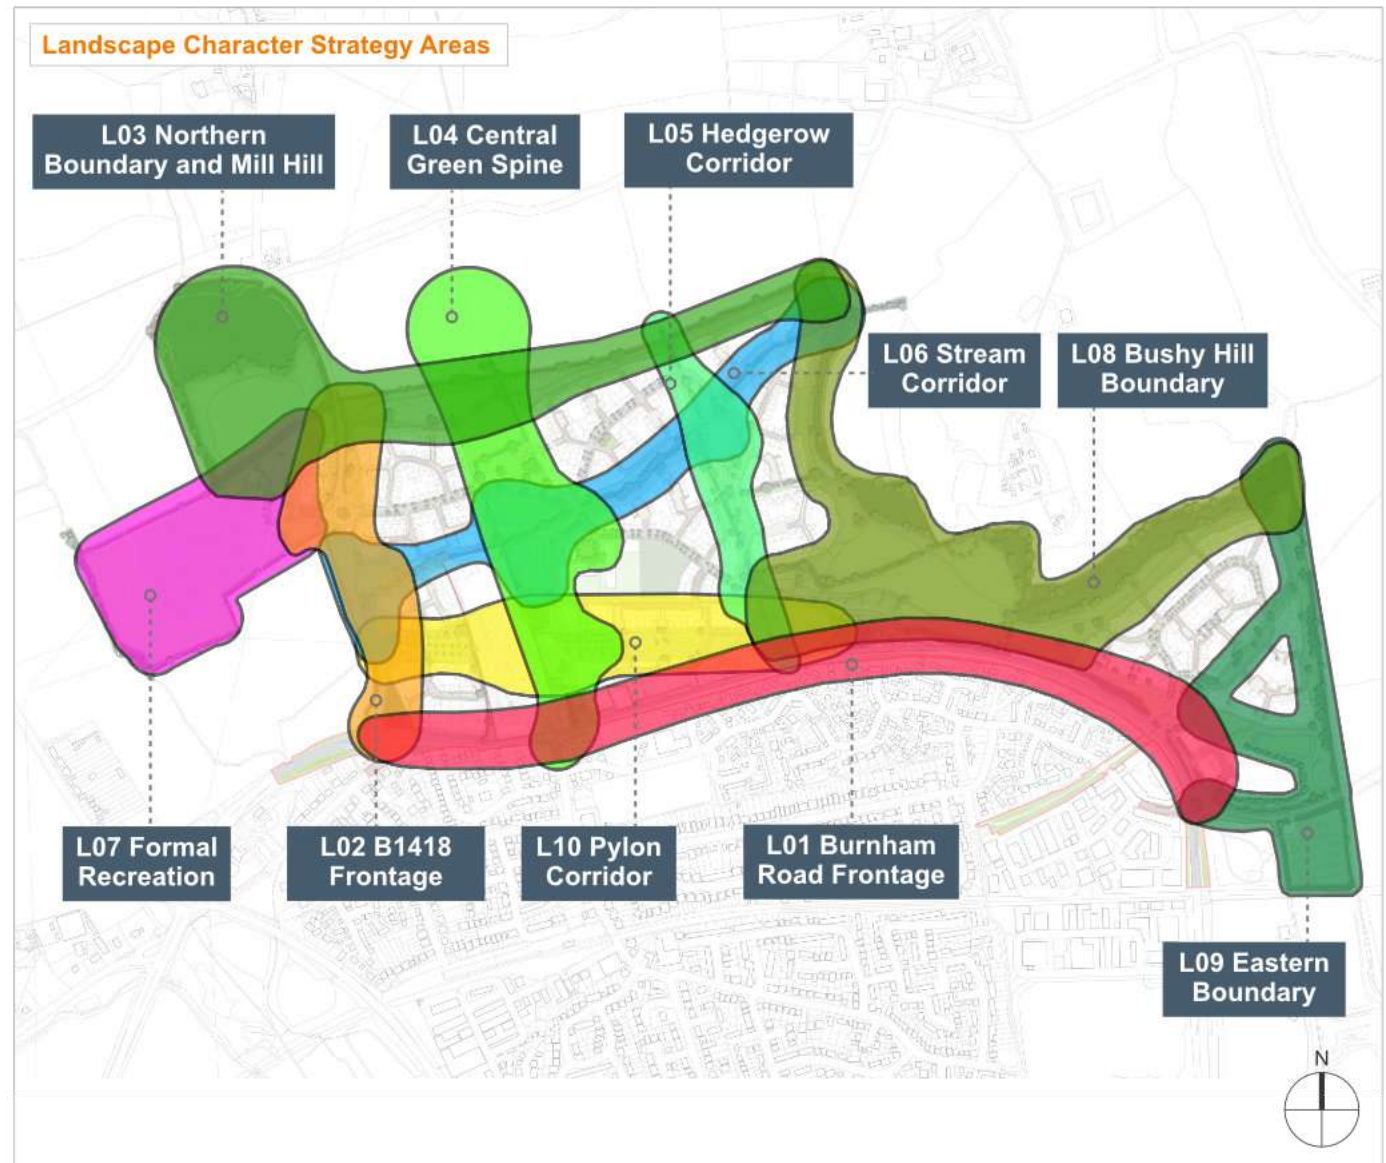 Landscape Character Strategy Areas
L03 Northern
Boundary and Mill Hill
L04 Central
Green Spine
L05 Hedgerow
Corridor
L06 Stream
Corridor
L08 Bushy Hill
Boundary
L07 Formal
Recreation
L02 B1418
Frontage
L10 Pylon
Corridor
L01 Burnham
Road Frontage
L09 Eastern
Boundary
N